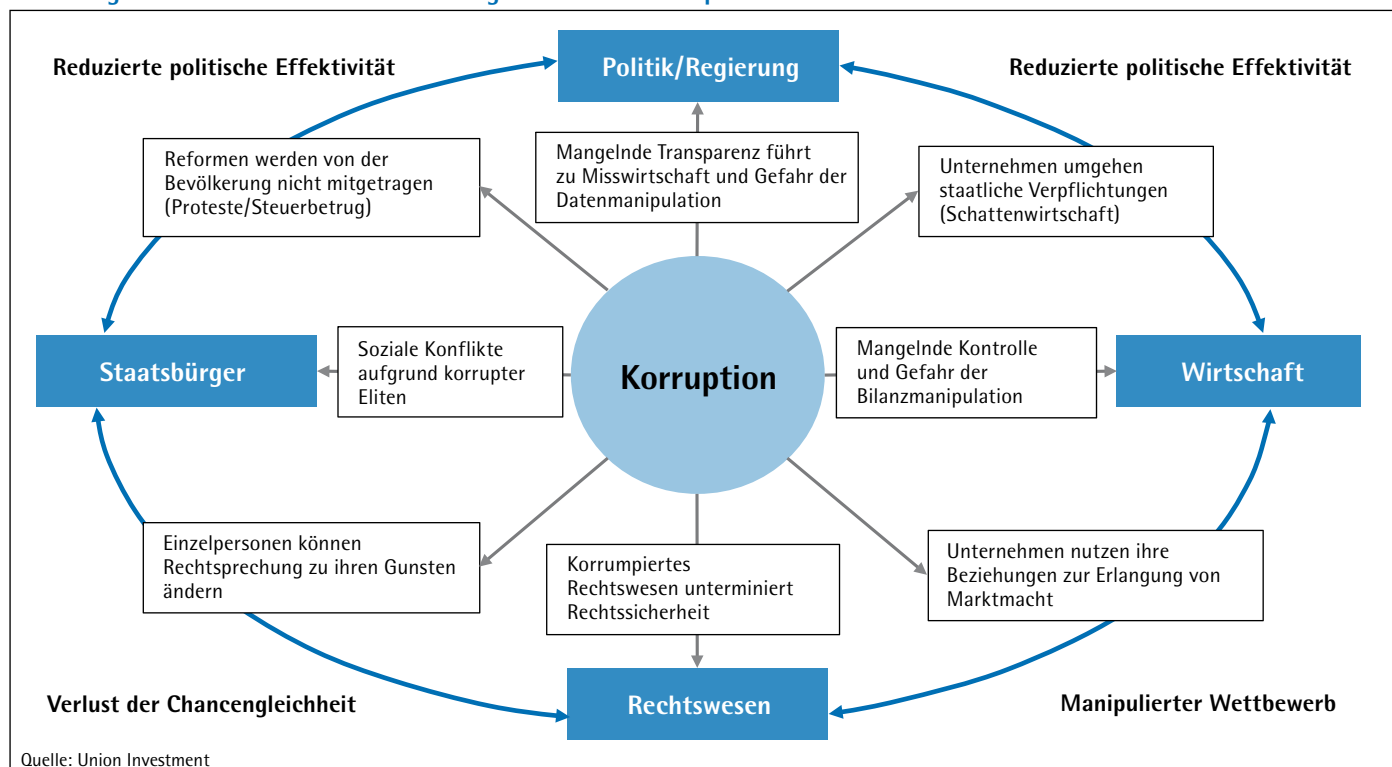 Reduzierte politische Effektivität
Politik/Regierung
Reduzierte politische Effektivität
Reformen werden von der
Bevölkerung nicht mitgetragen
(Proteste/Steuerbetrug)
Mangelnde Transparenz führt
zu Misswirtschaft und Gefahr der
Datenmanipulation
Unternehmen umgehen
staatliche Verpflichtungen
(Schattenwirtschaft)
Staatsbürger
Soziale Konflikte
aufgrund korrupter
Eliten
Korruption
Mangelnde Kontrolle
und Gefahr der
Bilanzmanipulation
Wirtschaft
Einzelpersonen können
Rechtsprechung zu ihren Gunsten
ändern
Korrumpiertes
Rechtswesen unterminiert
Rechtssicherheit
Unternehmen nutzen ihre
Beziehungen zur Erlangung von
Marktmacht
Verlust der Chancengleichheit
Rechtswesen
Manipulierter Wettbewerb
Quelle: Union Investment